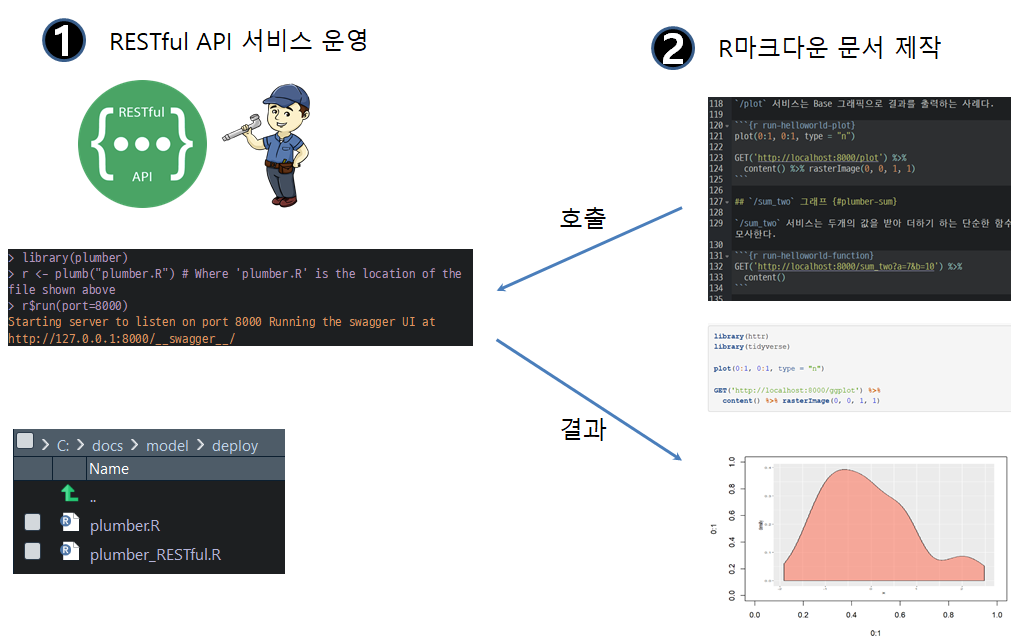 1 RESTful API 서비스 운영
RESTful
API
> library(plumber)
> r <- plumb("plumber.R") # Where 'plumber.R' is the location of the
file shown above
> r$run(port=8000)
Starting server to listen on port 8000 Running the swagger UI at
http://127.0.0.1:8000/__swagger__/
> C: > docs > model > deploy
Name
..
plumber.R
plumber_RESTful.R
호출
결과
2 R마크다운 문서 제작
118 `/plot` 서비스는 Base 그래픽으로 결과를 출력하는 사례다.
119
120 ```{r run-helloworld-plot}
121 plot(0:1, 0:1, type = "n")
122
123 GET('http://localhost:8000/plot') %>%
124 content() %>% rasterImage(0, 0, 1, 1)
125 ```
126
127 ## `/sum_two` 그래프 {#plumber-sum}
128
129 `/sum_two` 서비스는 두개의 값을 받아 더하기 하는 단순한 함수
모사한다.
130
131 ```{r run-helloworld-function}
132 GET('http://localhost:8000/sum_two?a=7&b=10') %>%
133 content()
134 ```
135
library(httr)
library(tidyverse)
plot(0:1, 0:1, type = "n")
GET('http://localhost:8000/ggplot') %>%
content() %>% rasterImage(0, 0, 1, 1)
1.0
0.8
0.6
0.4
0.2
0.0
0:1
0.0 0.2 0.4 0.6 0.8 1.0
0:1